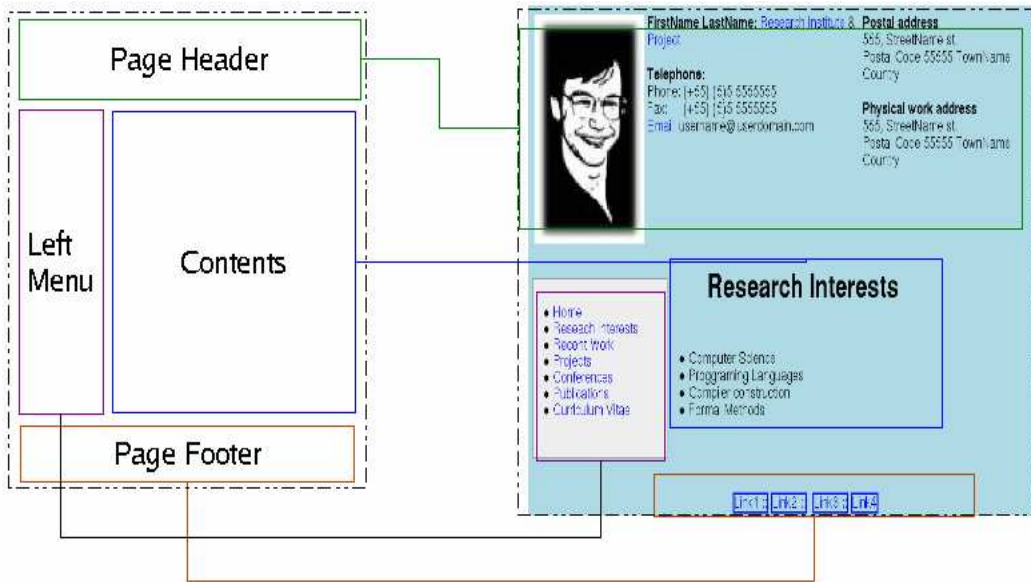 Page Header
Left
Menu
Contents
Page Footer
FirstName LastName: Research Institute &
Project
Telephone:
Phone: (+55) (5)5 5555555
Fax: (+55) (5)5 5555555
Email: username@userdomain.com
Postal address
555, StreetName st.
Postal Code 55555 TownName
Country
Physical work address
555, StreetName st.
Postal Code 55555 TownName
Country
Home
Reseach Interests
Recent Work
Projects
Conferences
Publications
Curriculum Vitae
Research Interests
Computer Science
Programing Languages
Compiler construction
Formal Methods
Link1 :: Link2 :: Link3 :: Link4